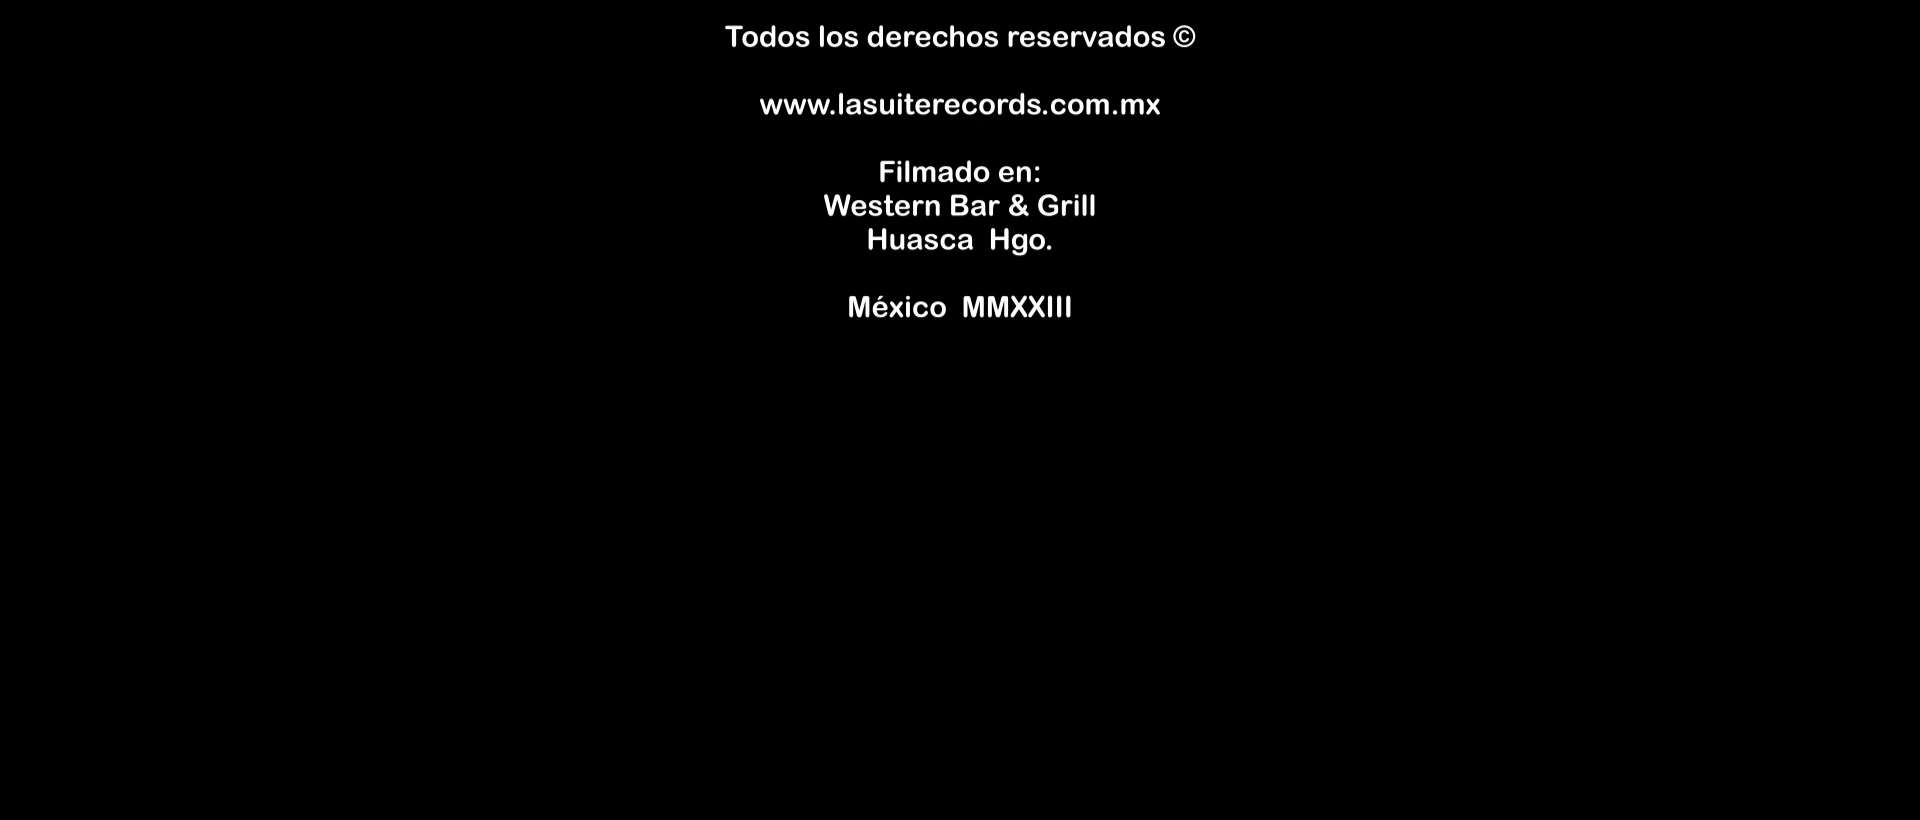 Todos los derechos reservados ©
www.lasuiterecords.com.mx
Filmado en:
Western Bar & Grill
Huasca  Hgo.
México  MMXXIII